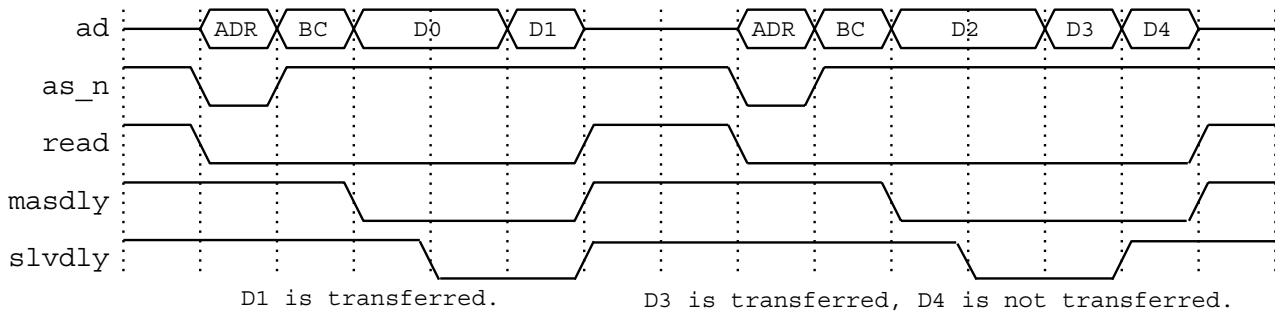 ad ADR BC D0 D1 ADR BC D2 D3 D4
as_n
read
masdly
slvdly
D1 is transferred. D3 is transferred, D4 is not transferred.